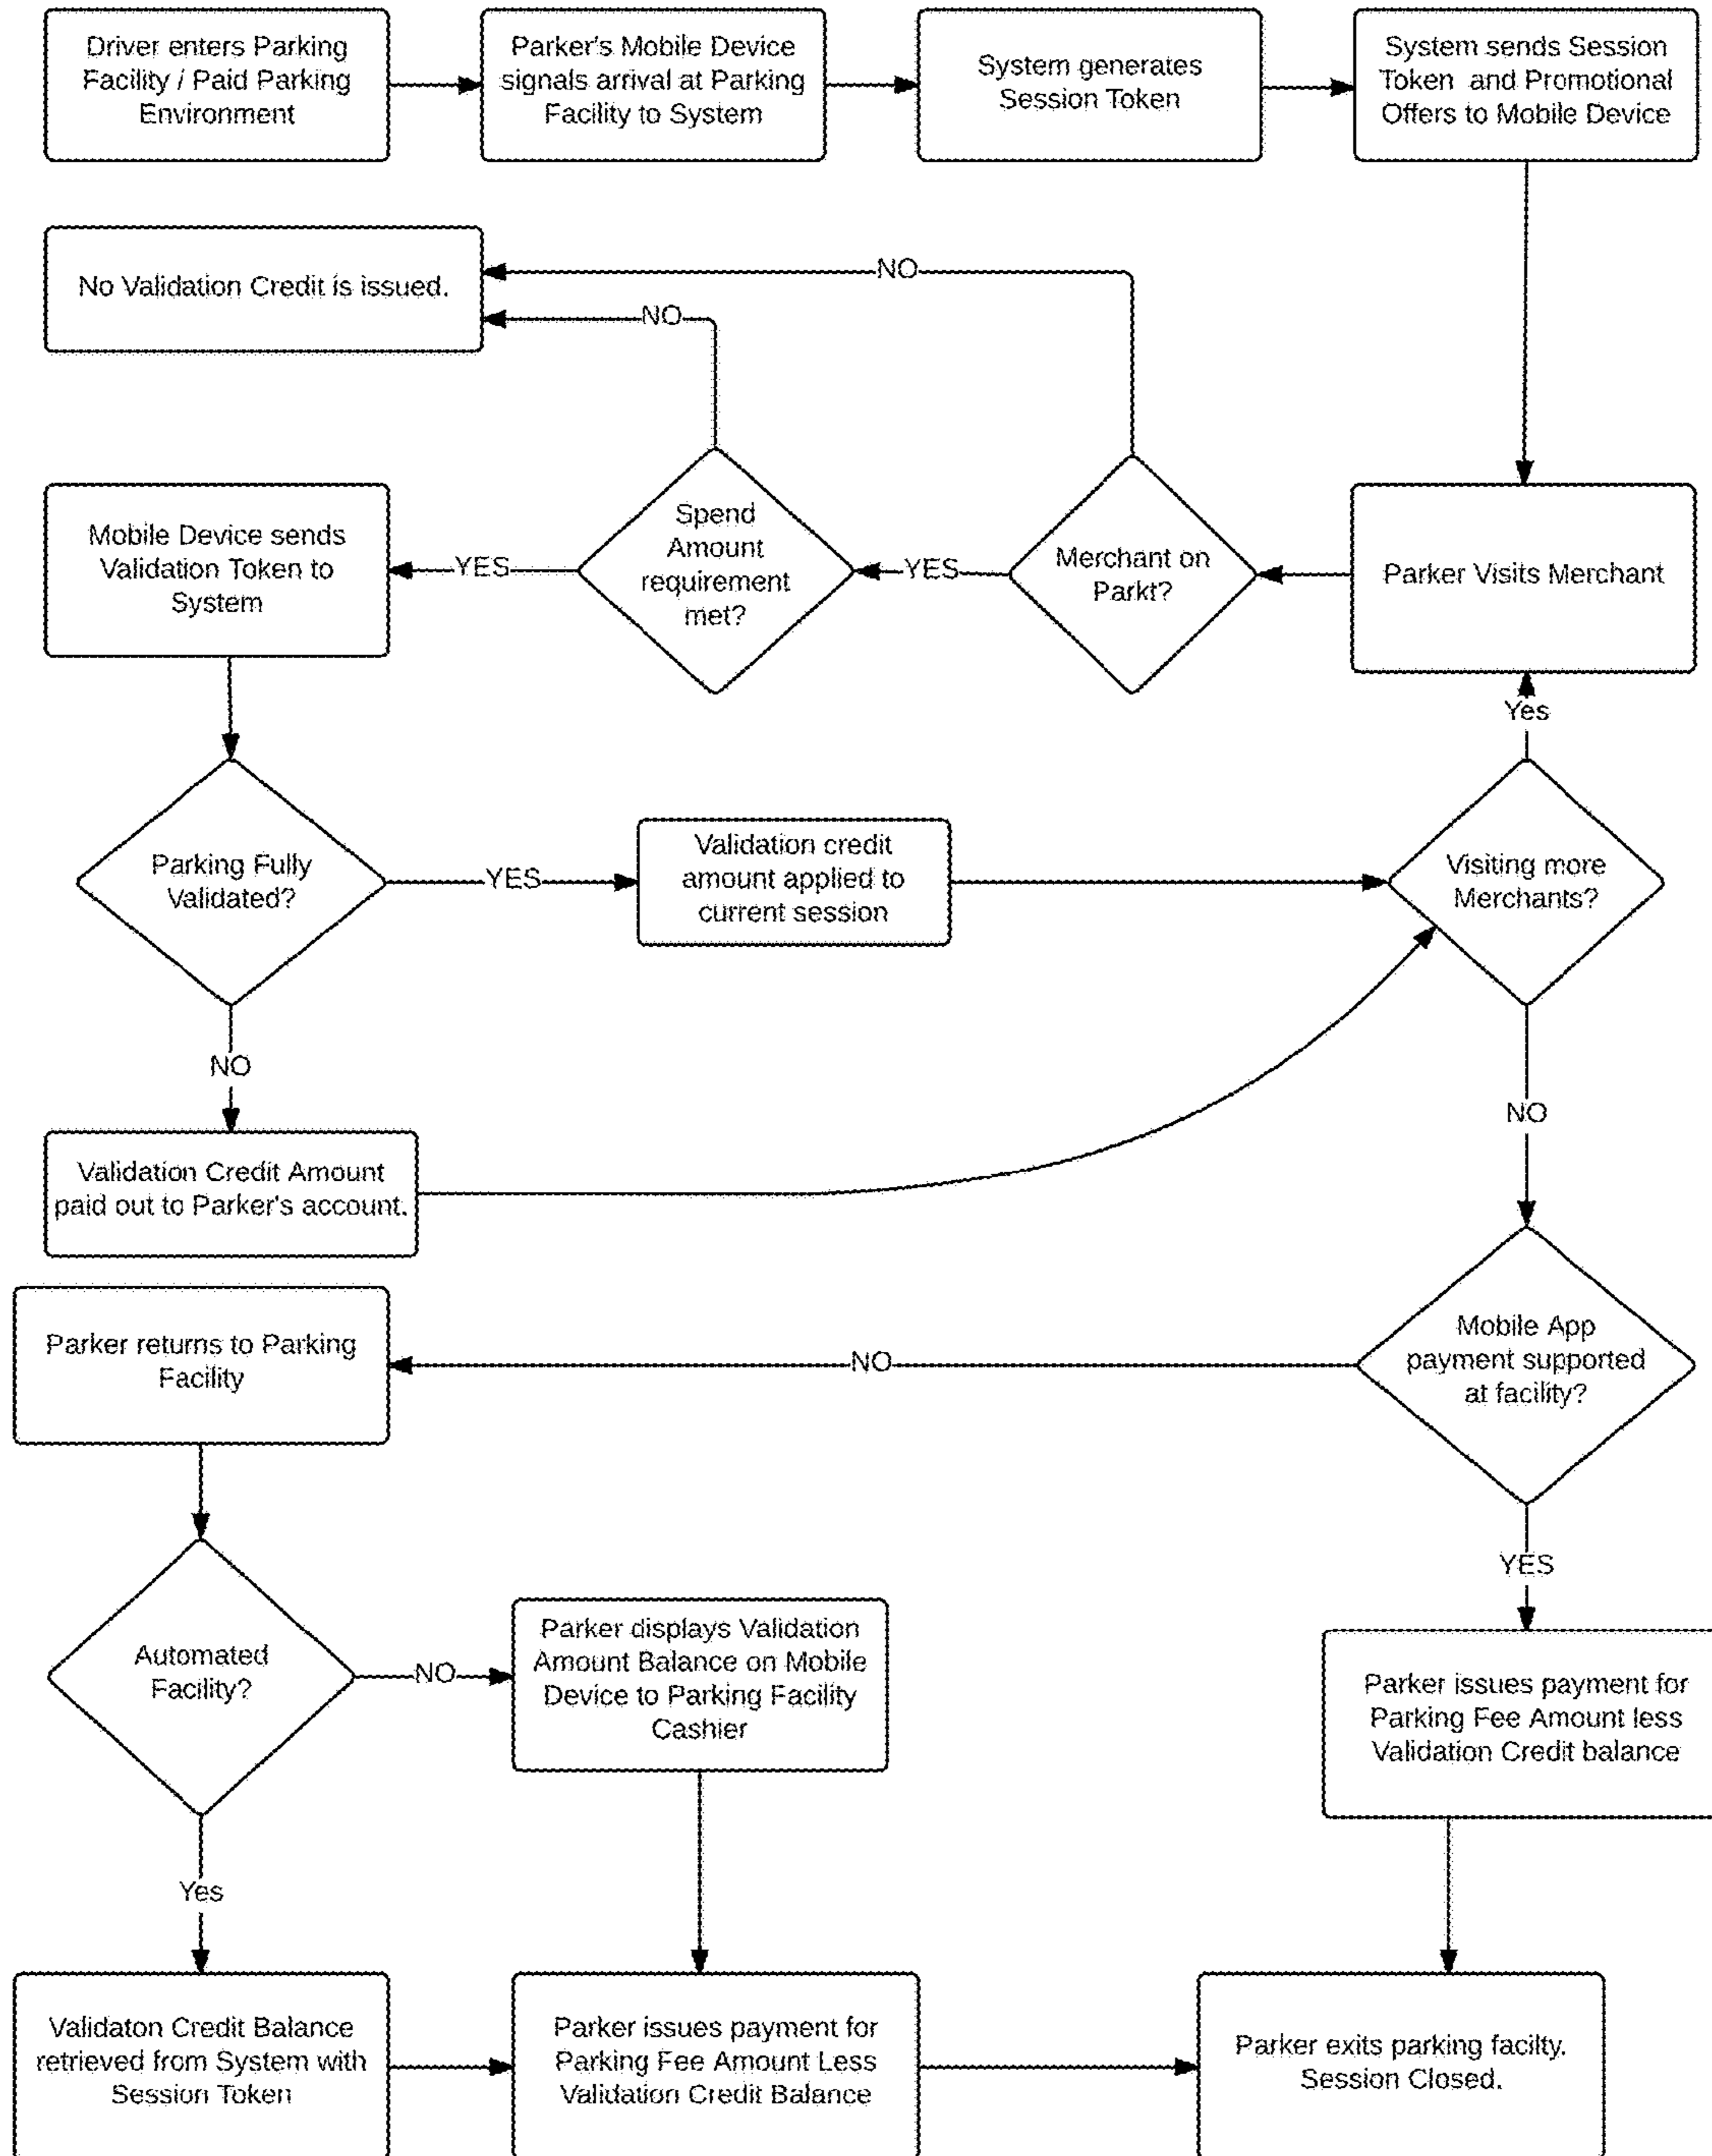 Driver enters Parking
Facility / Paid Parking
Environment
Parker's Mobile Device
signals arrival at Parking
Facility to System
System generates
Session Token
System sends Session
Token and Promotional
Offers to Mobile Device
No Validation Credit is issued.
NO
NO
Mobile Device sends
Validation Token to
System
YES
Spend
Amount
requirement
met?
YES
Merchant on
Parkt?
Parker Visits Merchant
Yes
Parking Fully
Validated?
YES
Validation credit
amount applied to
current session
Visiting more
Merchants?
NO
NO
Validation Credit Amount
paid out to Parker's account.
Parker returns to Parking
Facility
NO
Mobile App
payment supported
at facility?
YES
Automated
Facility?
NO
Parker displays Validation
Amount Balance on Mobile
Device to Parking Facility
Cashier
Parker issues payment for
Parking Fee Amount less
Validation Credit balance
Yes
Validaton Credit Balance
retrieved from System with
Session Token
Parker issues payment for
Parking Fee Amount Less
Validation Credit Balance
Parker exits parking facilty.
Session Closed.